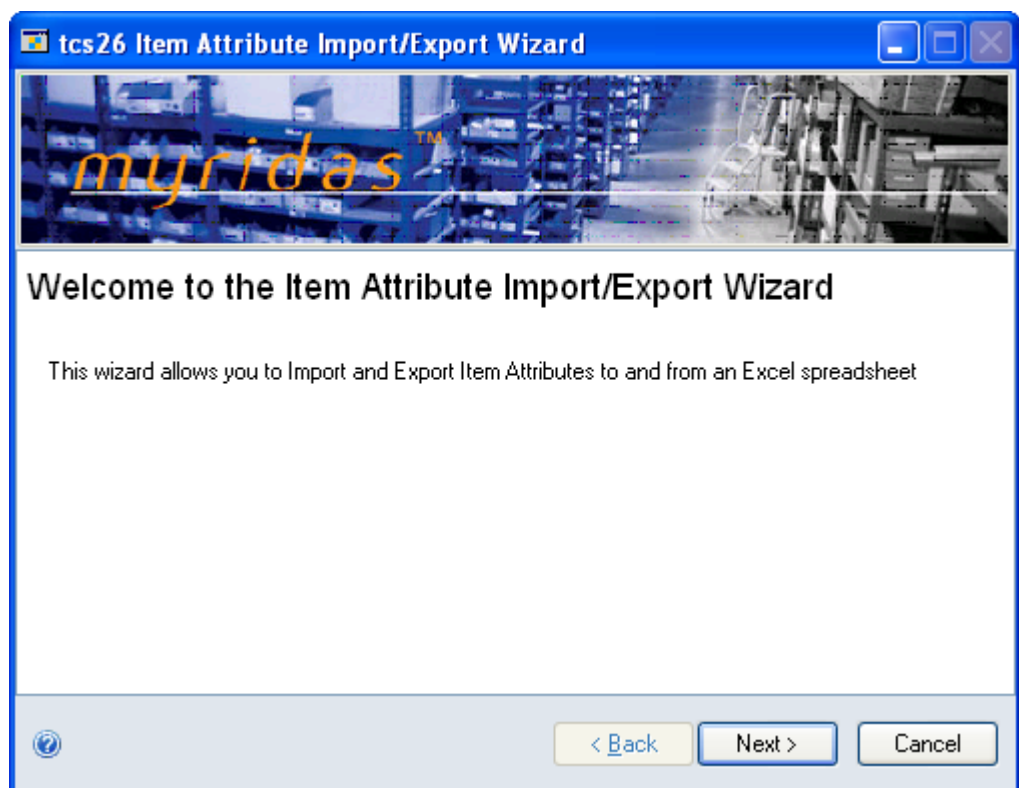 tcs26 Item Attribute Import/Export Wizard
myridas™
Welcome to the Item Attribute Import/Export Wizard
This wizard allows you to Import and Export Item Attributes to and from an Excel spreadsheet
? < Back Next > Cancel